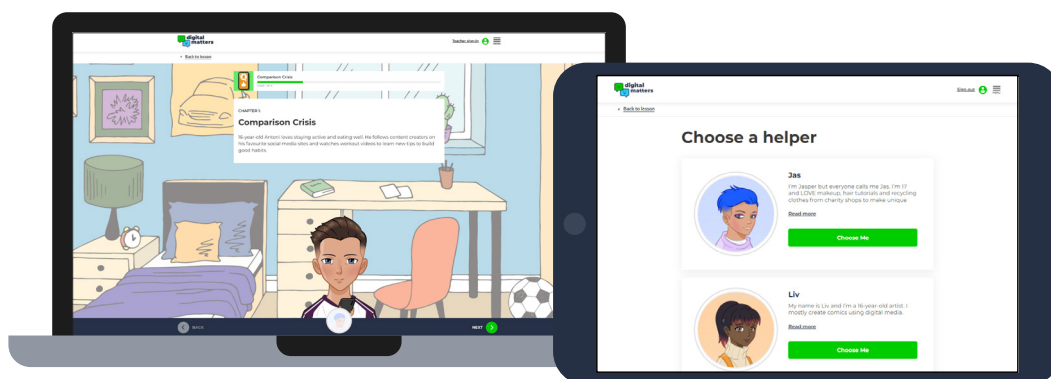 digital
matters
Teacher sign in
Back to lesson
Comparison Crisis
CHAPTER 1
Comparison Crisis
16-year-old Antoni loves staying active and eating well. He follows content creators on
his favourite social media sites and watches workout videos to learn new tips to build
good habits.
BACK
NEXT
digital
matters
Sign out
Back to lesson
Choose a helper
Jas
I'm Jasper but everyone calls me Jas. I'm 17
and LOVE makeup, hair tutorials and recycling
clothes from charity shops to make unique
Read more
Choose Me
Liv
My name is Liv and I'm a 16-year-old artist. I
mostly create comics using digital media.
Read more
Choose Me